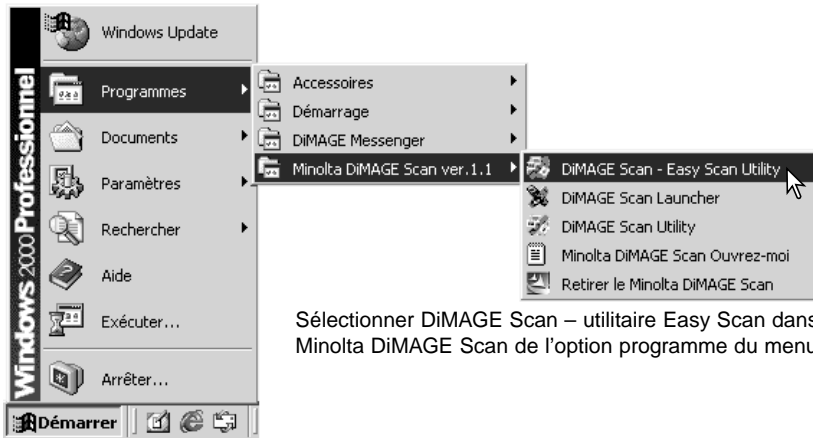 Windows 2000 Professionnel
Windows Update
Programmes
Documents
Paramètres
Rechercher
Aide
Exécuter...
Arrêter...
Démarrer
Accessoires
Démarrage
DiMAGE Messenger
Minolta DiMAGE Scan ver.1.1
DiMAGE Scan - Easy Scan Utility
DiMAGE Scan Launcher
DiMAGE Scan Utility
Minolta DiMAGE Scan Ouvrez-moi
Retirer le Minolta DiMAGE Scan
Sélectionner DiMAGE Scan – utilitaire Easy Scan dans
Minolta DiMAGE Scan de l'option programme du menu